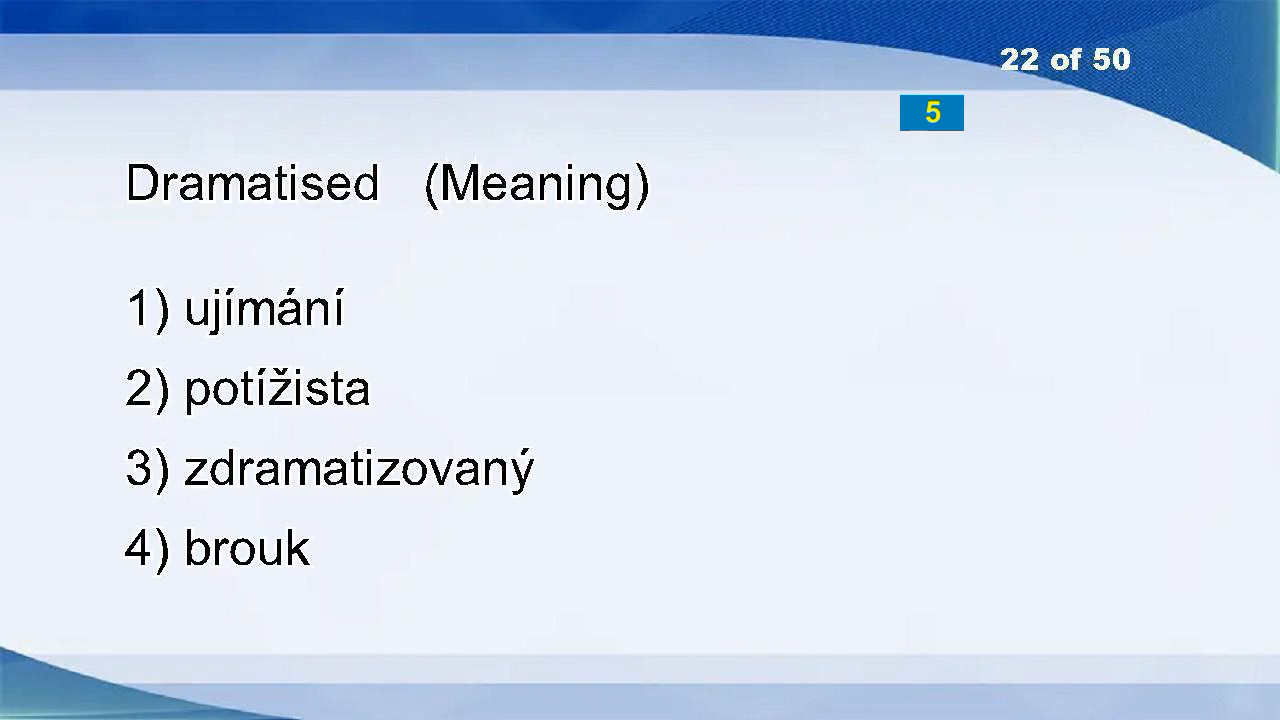 22 of 50
5
Dramatised (Meaning)
1) ujímání
2) potížista
3) zdramatizovaný
4) brouk